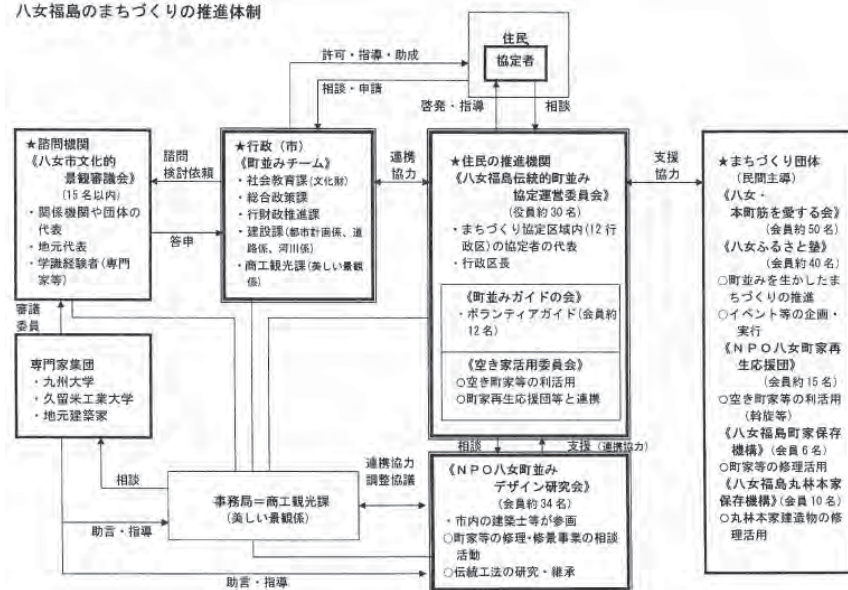 八女福島のまちづくりの推進体制
住民
協定者
許可・指導・助成
相談・申請
啓発・指導
相談
★諮問機関
《八女市文化的
景観審議会》
(15名以内)
・関係機関や団体の
代表
・地元代表
・学識経験者(専門
家等)
諮問
検討依頼
答申
★行政(市)
《町並みチーム》
・社会教育課(文化財)
・総合政策課
・行財政推進課
・建設課(都市計画係、道
路係、河川係)
・商工観光課(美しい景観
係)
連携
協力
★住民の推進機関
《八女福島伝統的町並み
協定運営委員会》
(役員約30名)
・まちづくり協定区域内(12行
政区)の協定者の代表
・行政区長
《町並みガイドの会》
・ボランティアガイド(会員約
12名)
《空き家活用委員会》
○空き町家等の利活用
○町家再生応援団等と連携
支援
協力
★まちづくり団体
(民間主導)
《八女・
本町筋を愛する会》
(会員約50名)
《八女ふるさと塾》
(会員約40名)
○町並みを生かしたま
ちづくりの推進
○イベント等の企画・
実行
《NPO八女町家再
生応援団》
(会員約15名)
○空き町家等の利活用
(斡旋等)
《八女福島町家保存
機構》(会員6名)
○町家等の修理活用
《八女福島丸林本家
保存機構》(会員10名)
○丸林本家建造物の修
理活用
審議
委員
専門家集団
・九州大学
・久留米工業大学
・地元建築家
相談
助言・指導
事務局=商工観光課
(美しい景観係)
連携協力
調整協議
相談
支援(連携協力)
《NPO八女町並み
デザイン研究会》
(会員約34名)
・市内の建築士等が参画
○町家等の修理・修景事業の相談
活動
○伝統工法の研究・継承
助言・指導